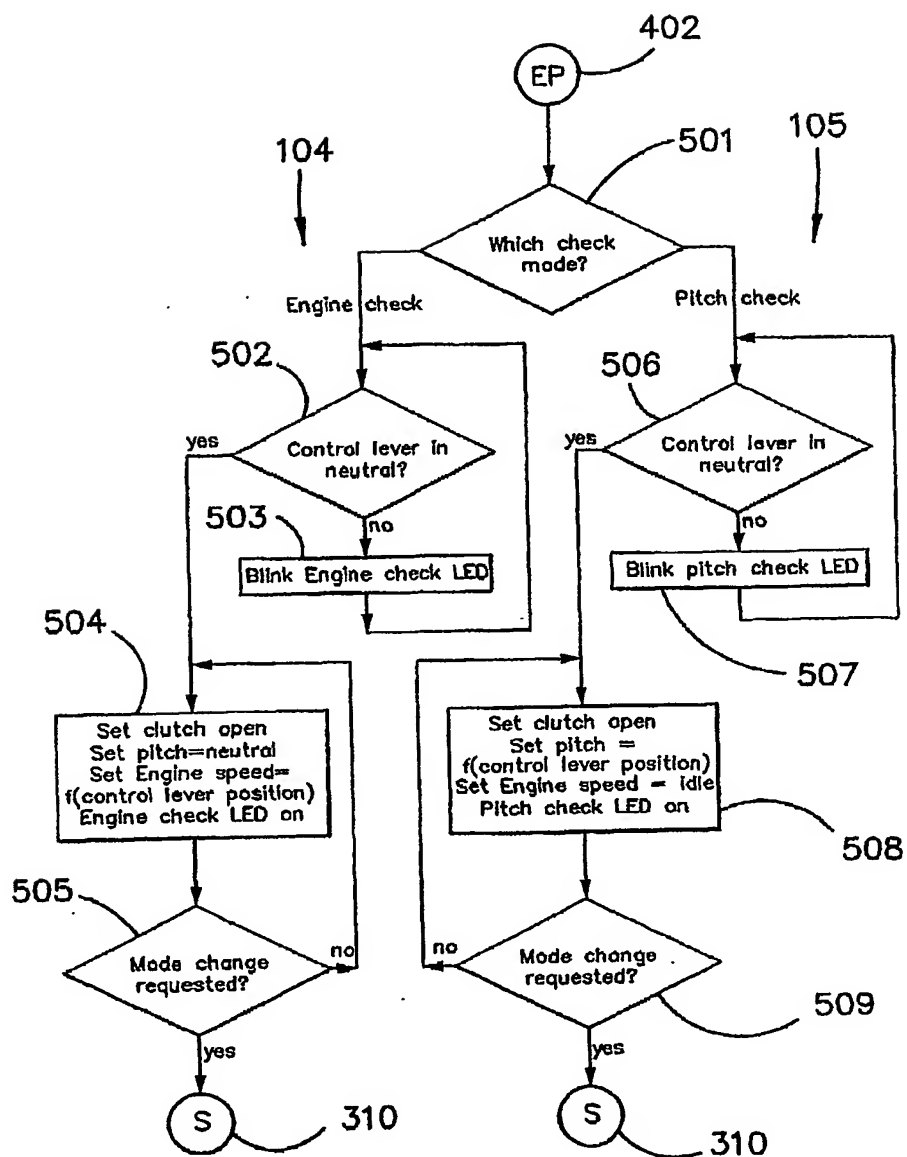 402
EP
104
501
105
Which check
mode?
Engine check
Pitch check
502
506
yes
Control lever in
neutral?
yes
Control lever in
neutral?
503
no
no
Blink Engine check LED
Blink pitch check LED
504
507
Set clutch open
Set pitch=neutral
Set Engine speed=
f(control lever position)
Engine check LED on
Set clutch open
Set pitch =
f(control lever position)
Set Engine speed = idle
Pitch check LED on
508
505
Mode change
requested?
no
no
Mode change
requested?
509
yes
yes
S
310
S
310